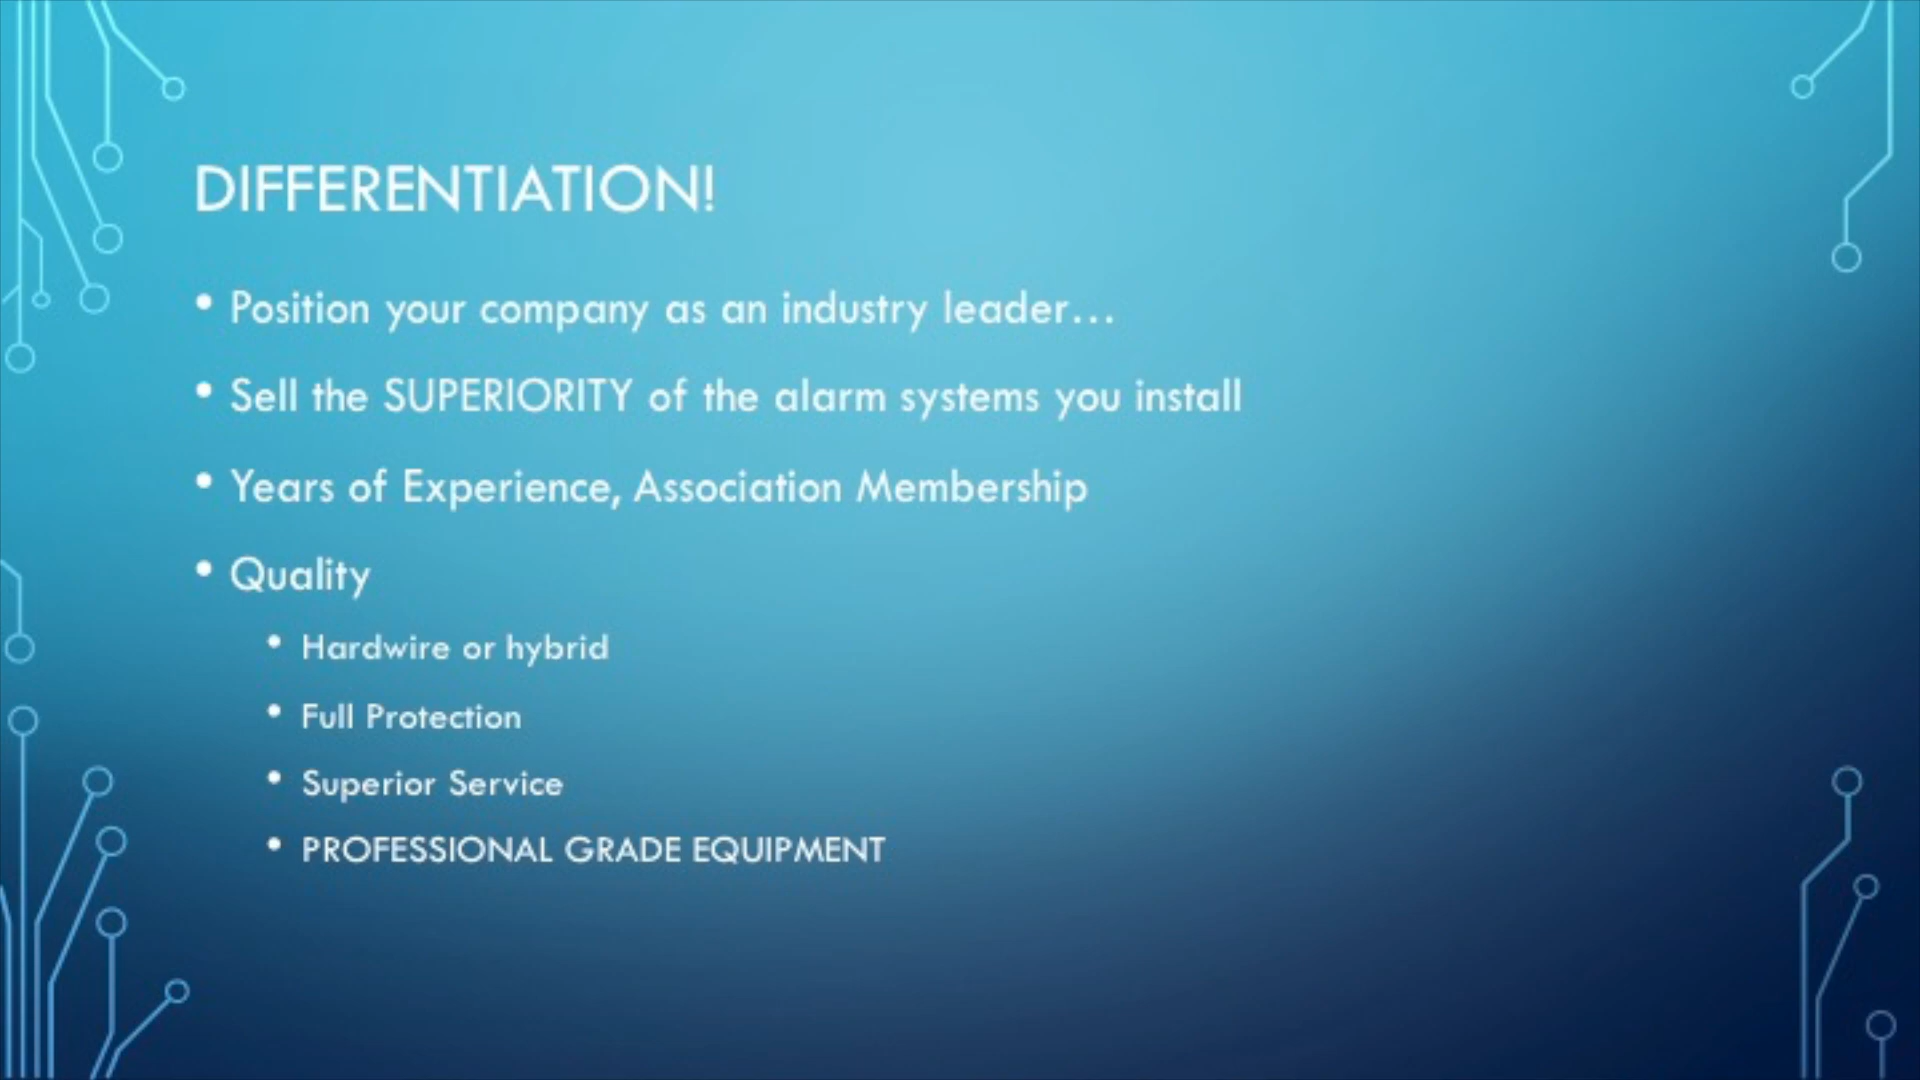 DIFFERENTIATION!
• Position your company as an industry leader...
• Sell the SUPERIORITY of the alarm systems you install
• Years of Experience, Association Membership
• Quality
• Hardwire or hybrid
• Full Protection
• Superior Service
• PROFESSIONAL GRADE EQUIPMENT